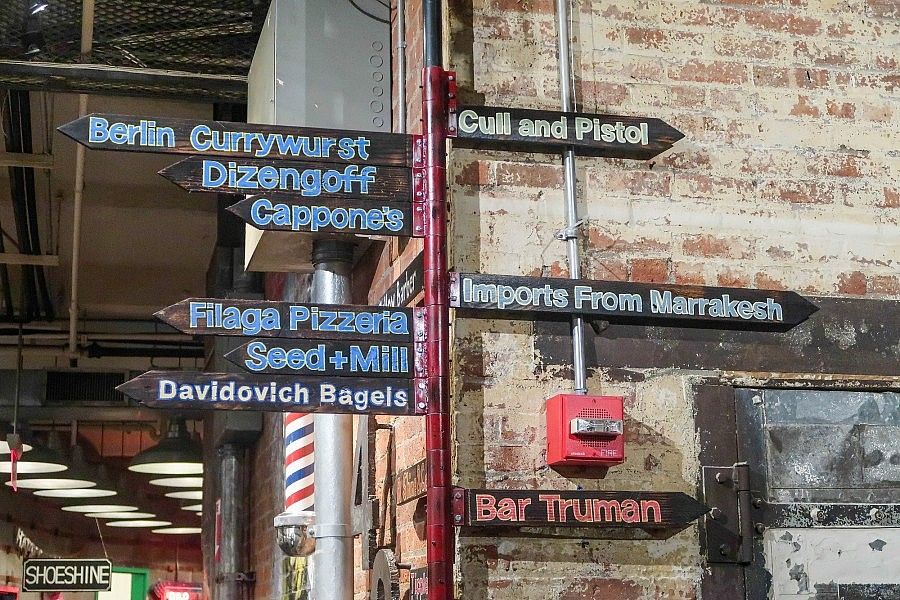 Berlin Currywurst
Dizengoff
Cappone's
Cull and Pistol
Imports From Marrakesh
Filaga Pizzeria
Seed+Mill
Davidovich Bagels
FIRE
Bar Truman
SHOESHINE